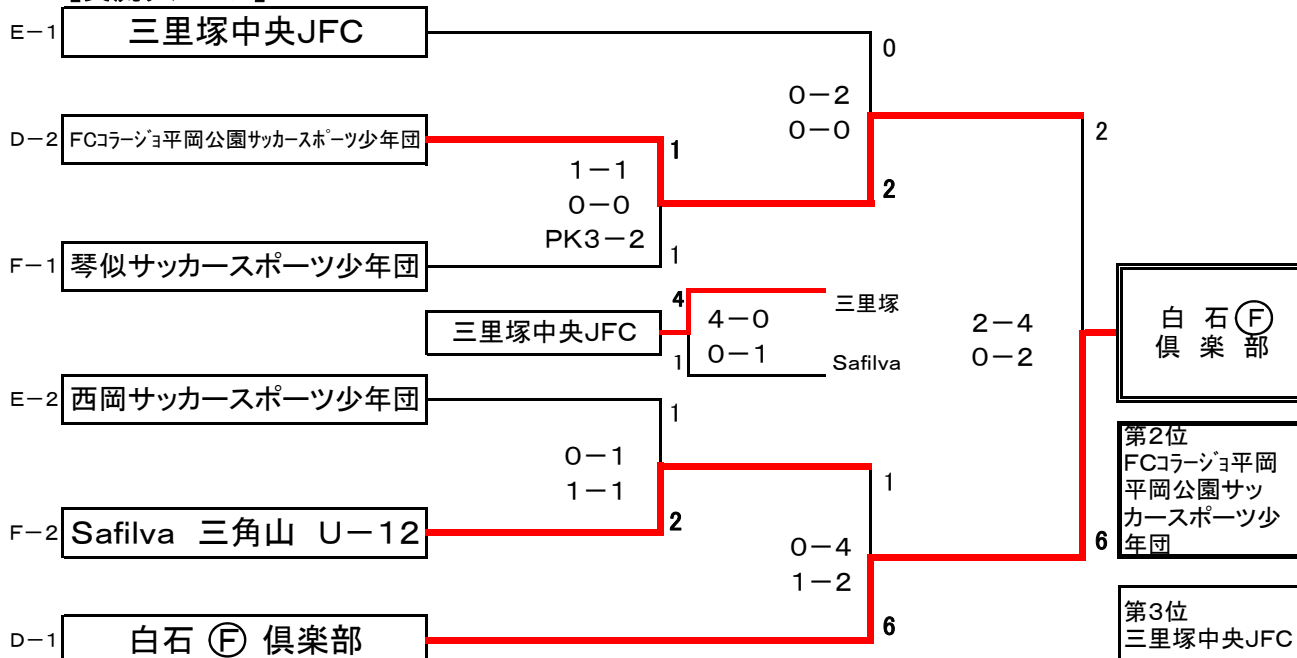 E-1 三里塚中央JFC
0
0-2
0-0
D-2 FCコラージョ平岡公園サッカースポーツ少年団
1
2
1-1
0-0
PK3-2
2
F-1 琴似サッカースポーツ少年団
1
三里塚中央JFC
4
4-0
三里塚
1
0-1
Safilva
2-4
0-2
白石Ⓕ
倶楽部
E-2 西岡サッカースポーツ少年団
1
0-1
1-1
1
第2位
FCコラージョ平岡
平岡公園サッ
カースポーツ少
年団
F-2 Safilva 三角山 U-12
2
0-4
1-2
6
D-1 白石 Ⓕ 倶楽部
6
第3位
三里塚中央JFC